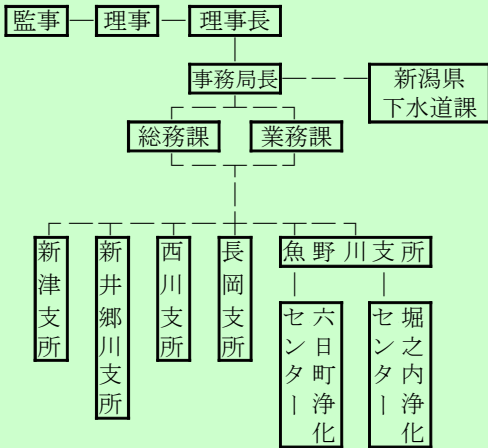 監事 理事 理事長
事務局長
新潟県
下水道課
総務課 業務課
新津支所
新井郷川支所
西川支所
長岡支所
魚野川支所
六日町浄化
センター
堀之内浄化
センター